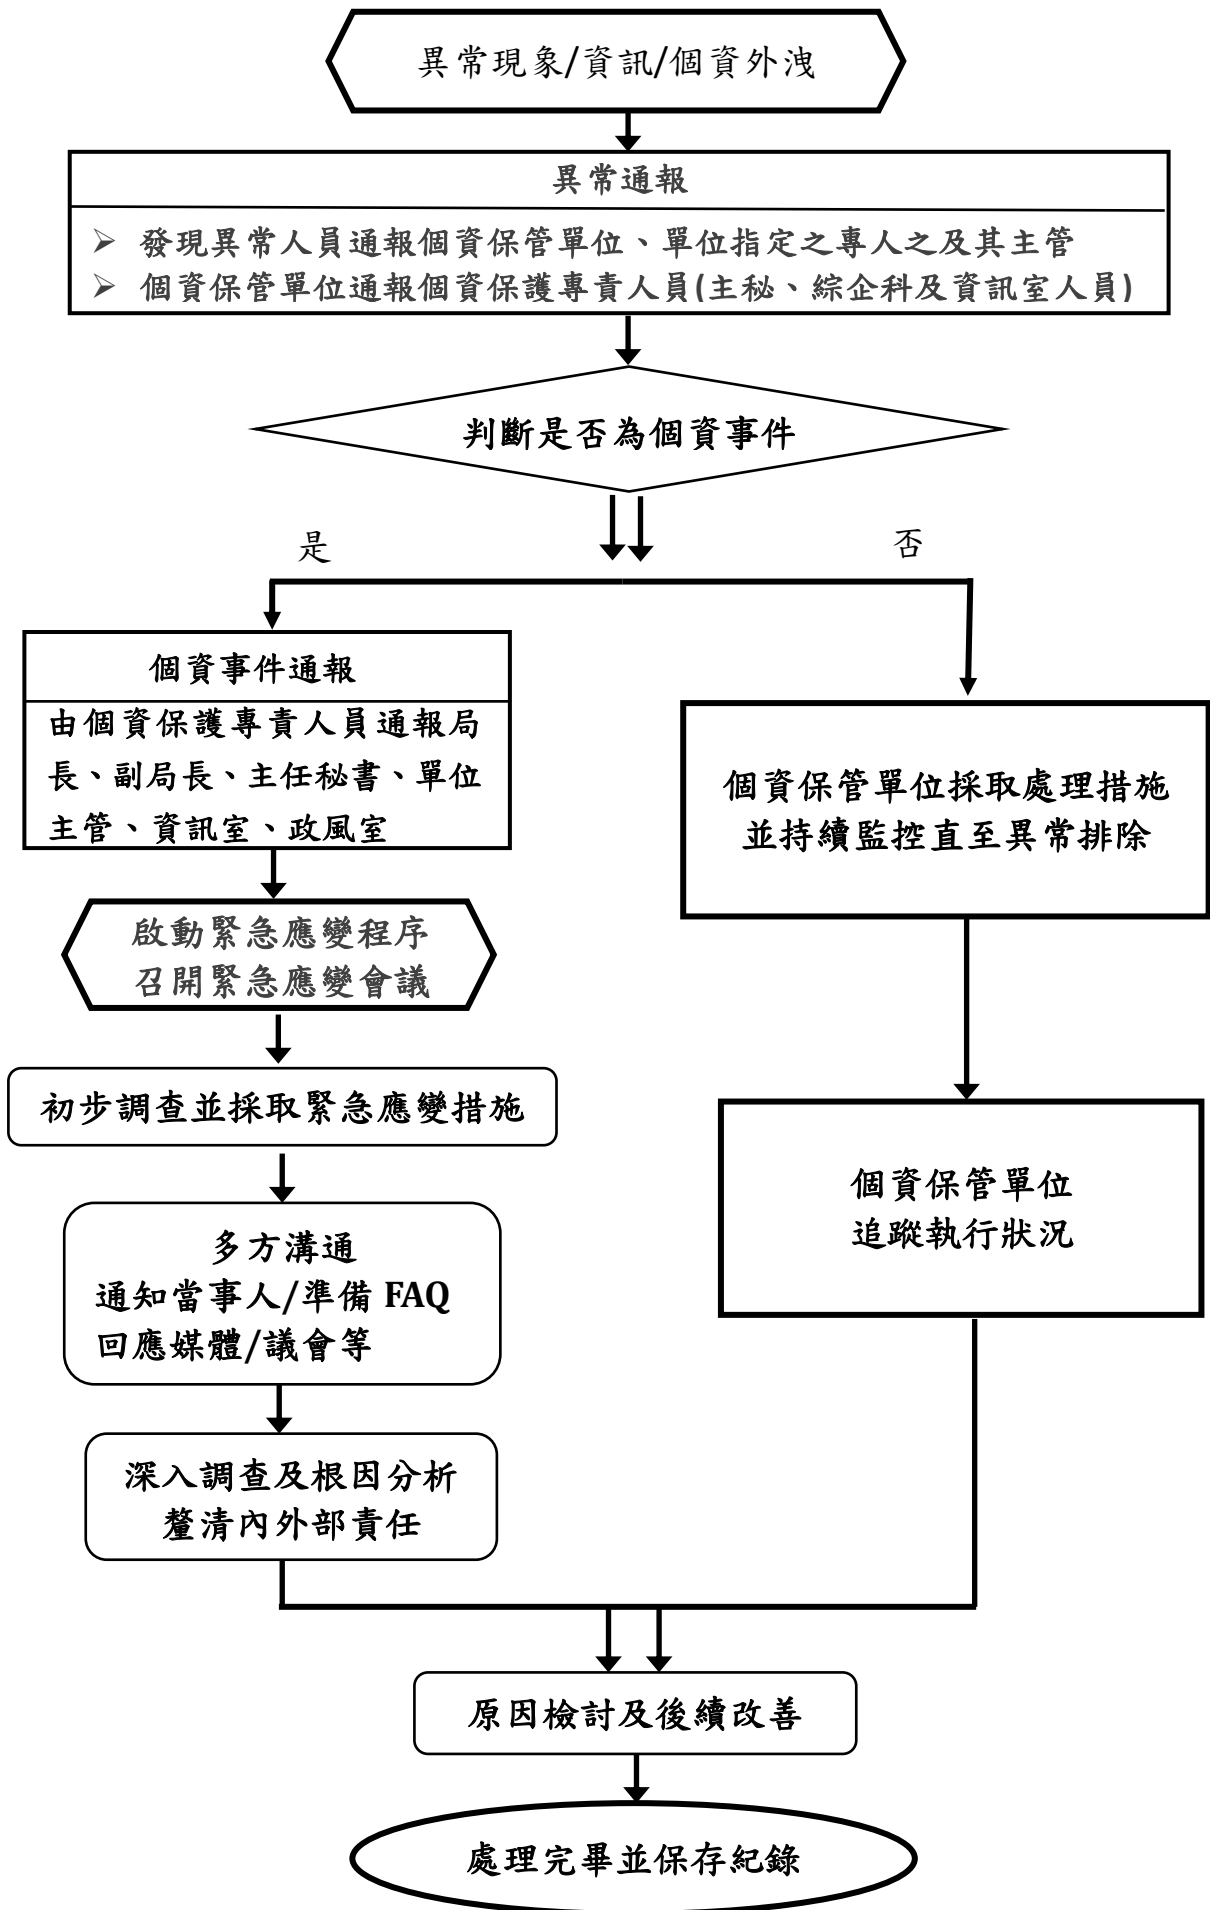 異常現象/資訊/個資外洩
異常通報
➢ 發現異常人員通報個資保管單位、單位指定之專人之及其主管
➢ 個資保管單位通報個資保護專責人員(主秘、綜企科及資訊室人員)
判斷是否為個資事件
是
否
個資事件通報
由個資保護專責人員通報局
長、副局長、主任秘書、單位
主管、資訊室、政風室
個資保管單位採取處理措施
並持續監控直至異常排除
啟動緊急應變程序
召開緊急應變會議
初步調查並採取緊急應變措施
個資保管單位
追蹤執行狀況
多方溝通
通知當事人/準備 FAQ
回應媒體/議會等
深入調查及根因分析
釐清內外部責任
原因檢討及後續改善
處理完畢並保存紀錄